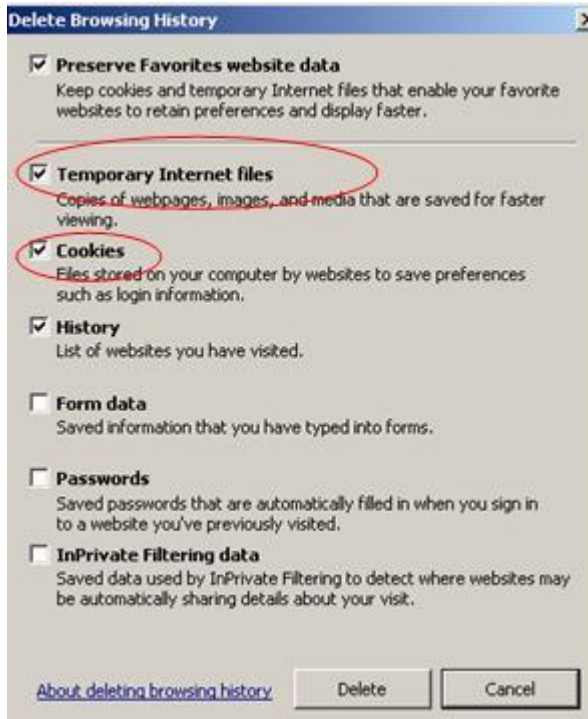 Delete Browsing History
Preserve Favorites website data
Keep cookies and temporary Internet files that enable your favorite
websites to retain preferences and display faster.
Temporary Internet files
Copies of webpages, images, and media that are saved for faster
viewing.
Cookies
Files stored on your computer by websites to save preferences
such as login information.
History
List of websites you have visited.
Form data
Saved information that you have typed into forms.
Passwords
Saved passwords that are automatically filled in when you sign in
to a website you've previously visited.
InPrivate Filtering data
Saved data used by InPrivate Filtering to detect where websites may
be automatically sharing details about your visit.
About deleting browsing history Delete Cancel